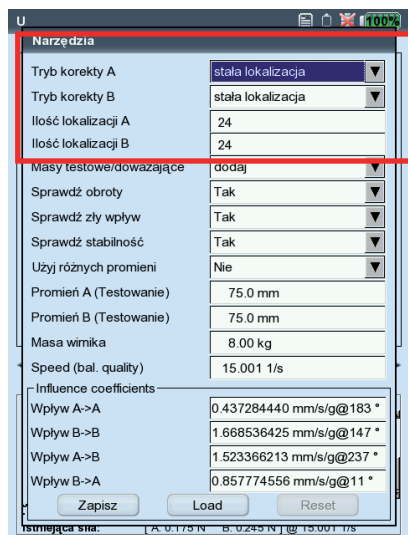 U 100%
Narzędzia
Tryb korekty A stała lokalizacja
Tryb korekty B stała lokalizacja
Ilość lokalizacji A 24
Ilość lokalizacji B 24
Masy testowe/doważające dodaj
Sprawdź obroty Tak
Sprawdź zły wpływ Tak
Sprawdź stabilność Tak
Użyj różnych promieni Nie
Promień A (Testowanie) 75.0 mm
Promień B (Testowanie) 75.0 mm
Masa wirnika 8.00 kg
Speed (bal. quality) 15.001 1/s
Influence coefficients
Wpływ A->A 0.437284440 mm/s/g@183 °
Wpływ B->B 1.668536425 mm/s/g@147 °
Wpływ A->B 1.523366213 mm/s/g@237 °
Wpływ B->A 0.857774556 mm/s/g@11 °
Zapisz Load Reset
Istniejąca siła: [ A: 0.175 N B: 0.245 N ] @ 15.001 1/s